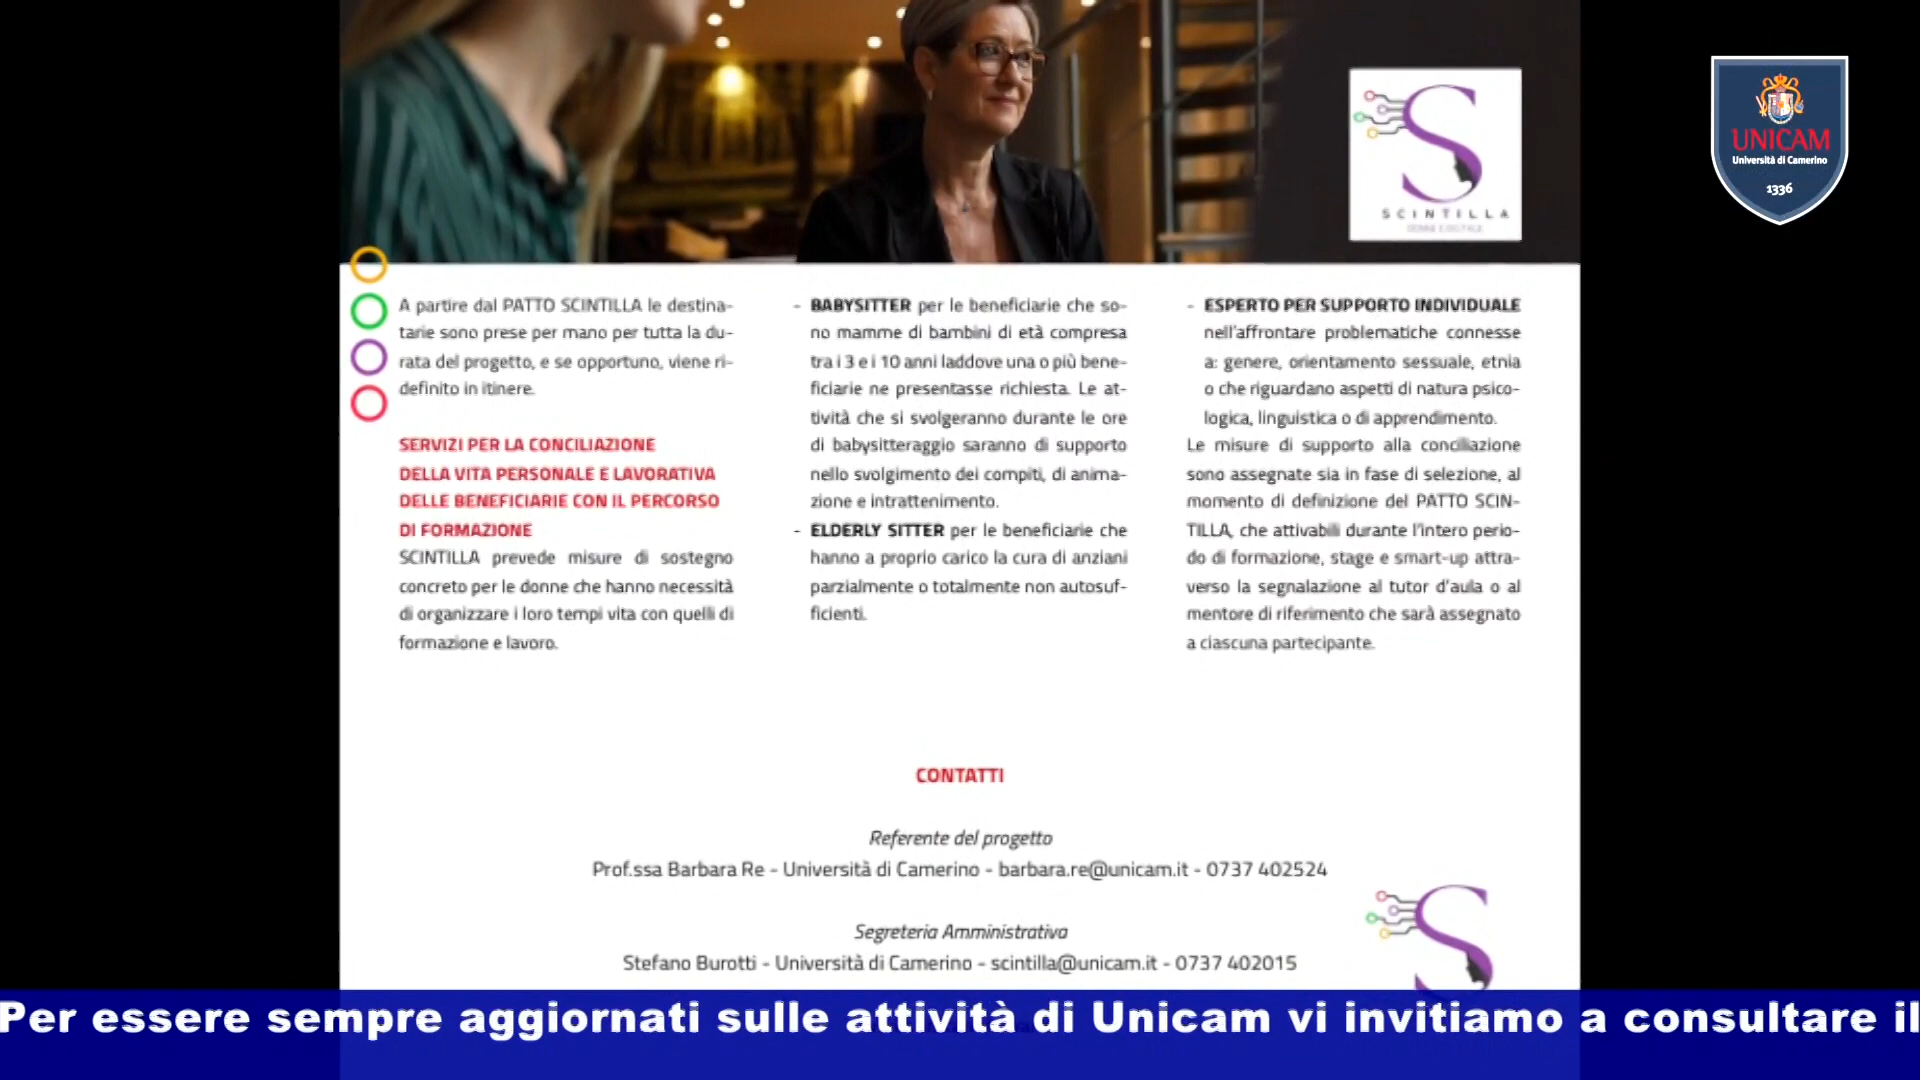 SCINTILLA
DONNE E DIGITALE
UNICAM
Università di Camerino
1336
A partire dal PATTO SCINTILLA le destina-
tarie sono prese per mano per tutta la du-
rata del progetto, e se opportuno, viene ri-
definito in itinere.
SERVIZI PER LA CONCILIAZIONE
DELLA VITA PERSONALE E LAVORATIVA
DELLE BENEFICIARIE CON IL PERCORSO
DI FORMAZIONE
SCINTILLA prevede misure di sostegno
concreto per le donne che hanno necessità
di organizzare i loro tempi vita con quelli di
formazione e lavoro.
- BABYSITTER per le beneficiarie che so-
no mamme di bambini di età compresa
tra i 3 e i 10 anni laddove una o più bene-
ficiarie ne presentasse richiesta. Le at-
tività che si svolgeranno durante le ore
di babysitteraggio saranno di supporto
nello svolgimento dei compiti, di anima-
zione e intrattenimento.
- ELDERLY SITTER per le beneficiarie che
hanno a proprio carico la cura di anziani
parzialmente o totalmente non autosuf-
ficienti.
- ESPERTO PER SUPPORTO INDIVIDUALE
nell'affrontare problematiche connesse
a: genere, orientamento sessuale, etnia
o che riguardano aspetti di natura psico-
logica, linguistica o di apprendimento.
Le misure di supporto alla conciliazione
sono assegnate sia in fase di selezione, al
momento di definizione del PATTO SCIN-
TILLA, che attivabili durante l'intero perio-
do di formazione, stage e smart-up attra-
verso la segnalazione al tutor d'aula o al
mentore di riferimento che sarà assegnato
a ciascuna partecipante.
CONTATTI
Referente del progetto
Prof.ssa Barbara Re - Università di Camerino - barbara.re@unicam.it - 0737 402524
Segreteria Amministrativa
Stefano Burotti - Università di Camerino - scintilla@unicam.it - 0737 402015
Per essere sempre aggiornati sulle attività di Unicam vi invitiamo a consultare il